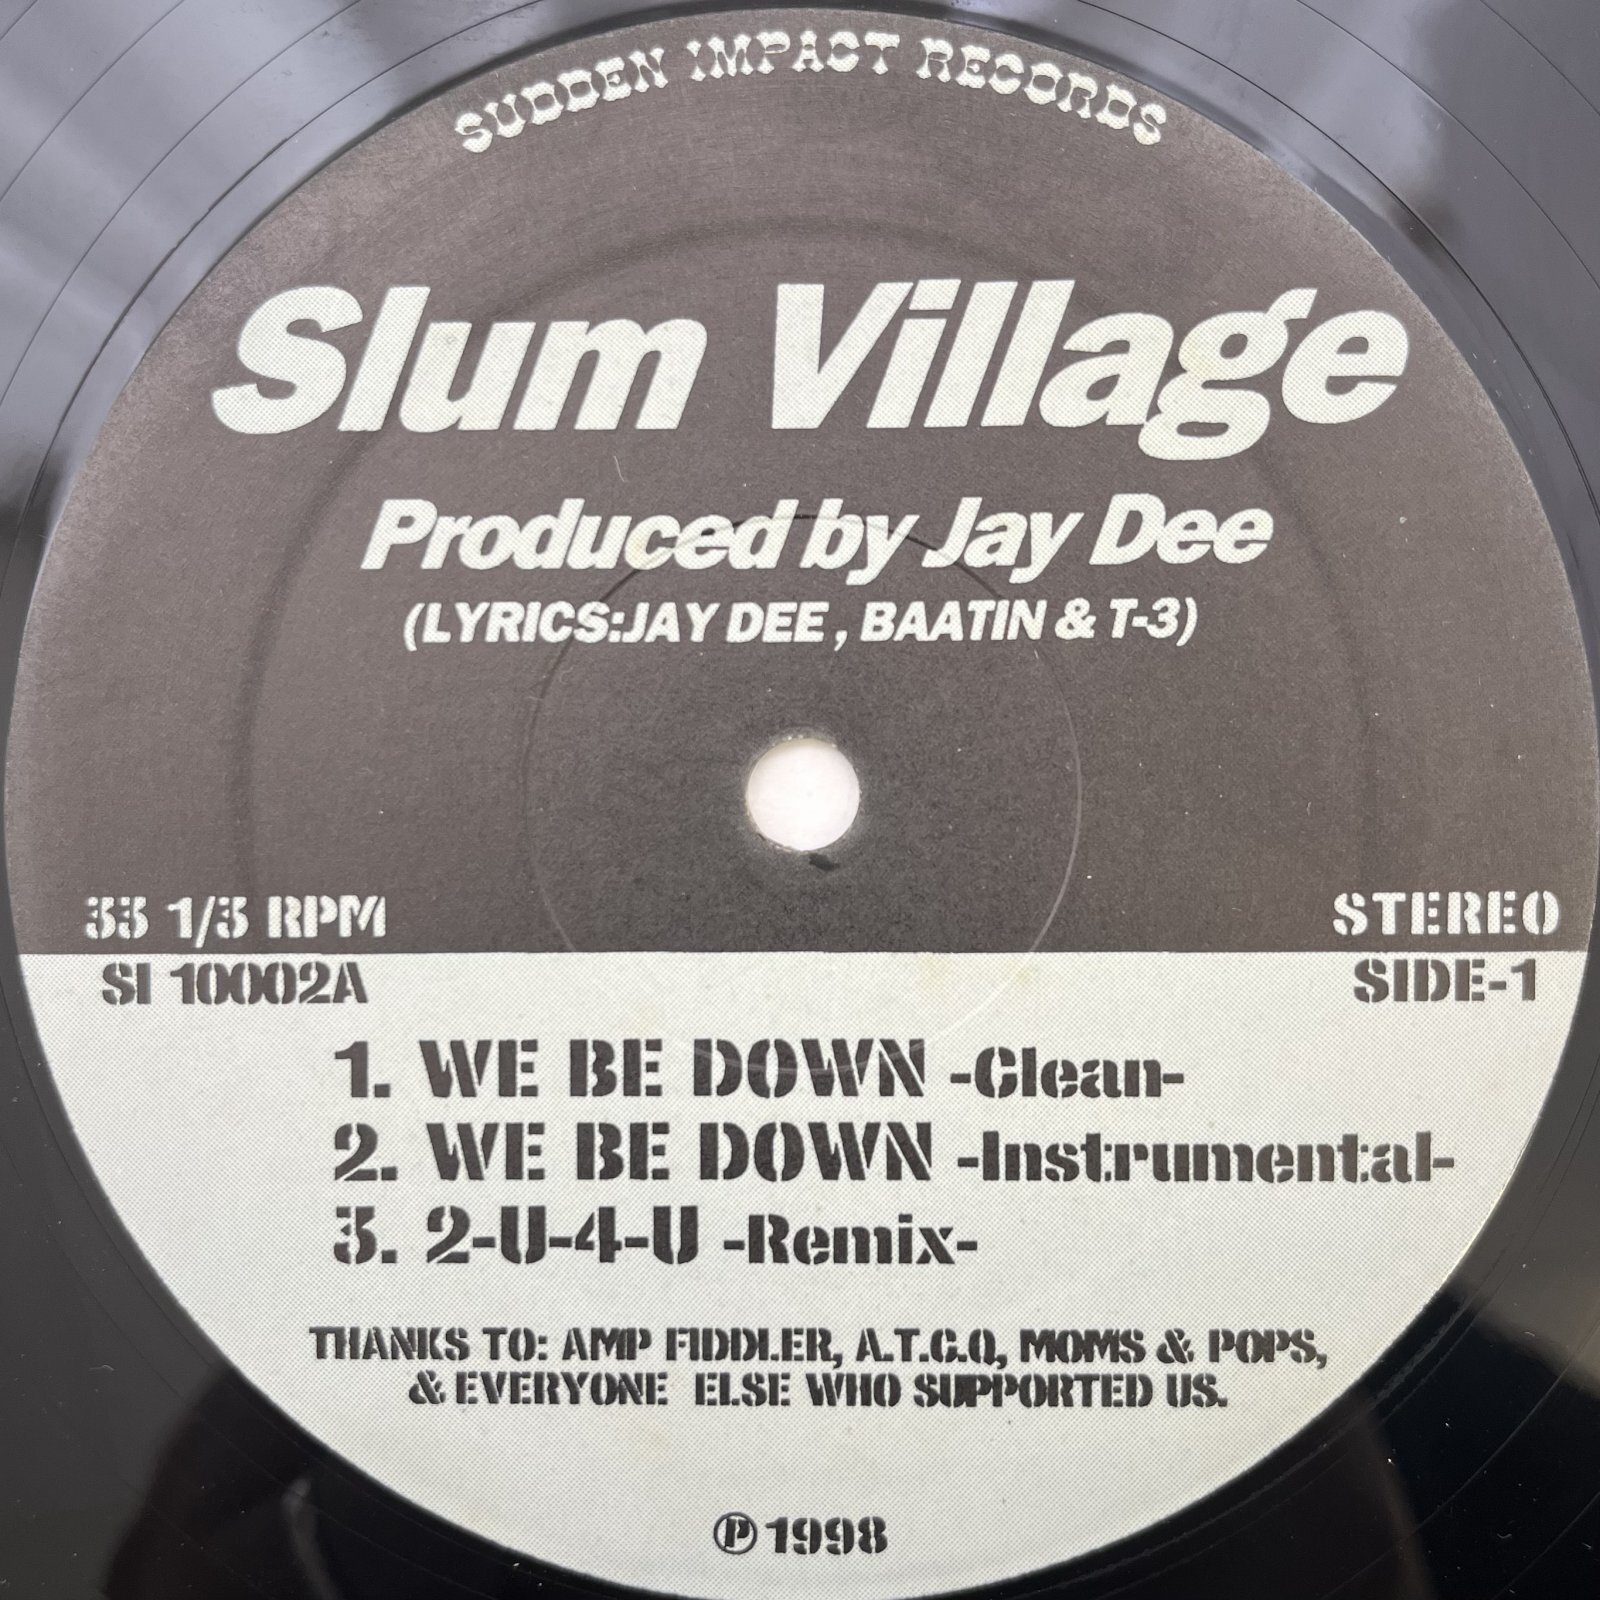 SUDDEN IMPACT RECORDS
Slum Village
Produced by Jay Dee
(LYRICS:JAY DEE , BAATIN & T-3)
33 1/3 RPM STEREO
SI 10002A SIDE-1
1. WE BE DOWN -Clean-
2. WE BE DOWN -Instrumental-
3. 2-U-4-U -Remix-
THANKS TO: AMP FIDDLER, A.T.C.Q, MOMS & POPS,
& EVERYONE ELSE WHO SUPPORTED US.
℗ 1998